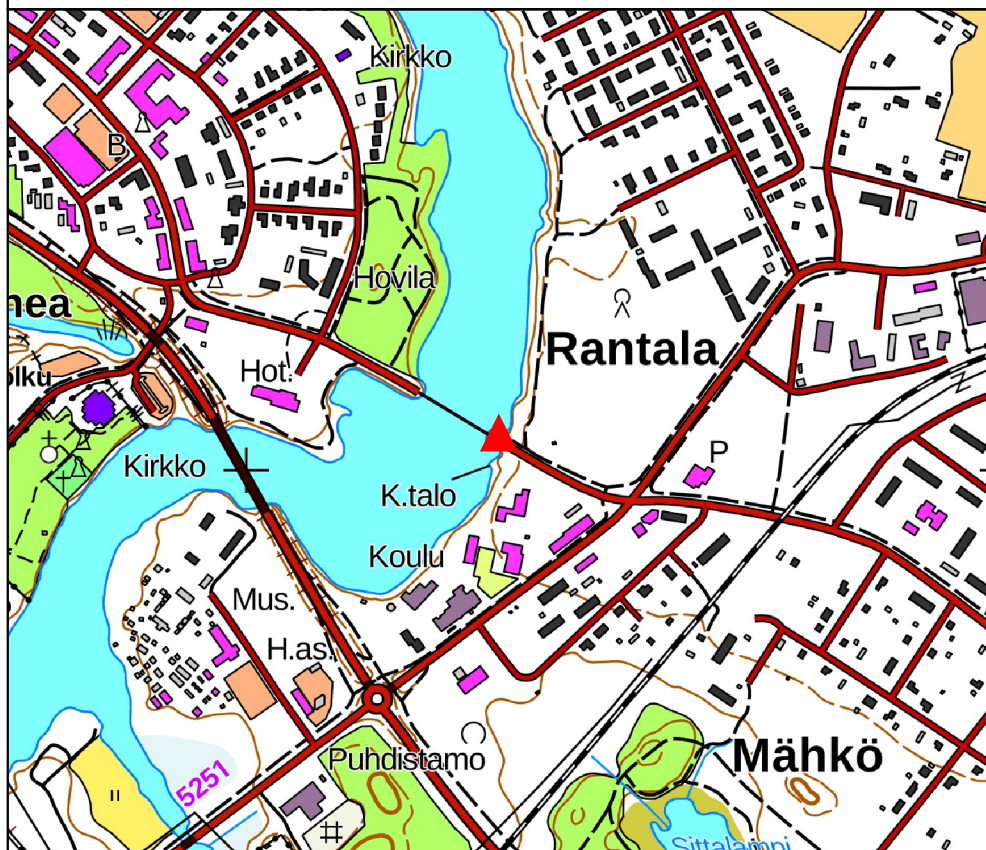 Kirkko
B
Hovila
nea
Rantala
Hot.
olku
P
Kirkko
K.talo
Koulu
Mus.
H.as.
Puhdistamo
Mähkö
5251
Sittalampi